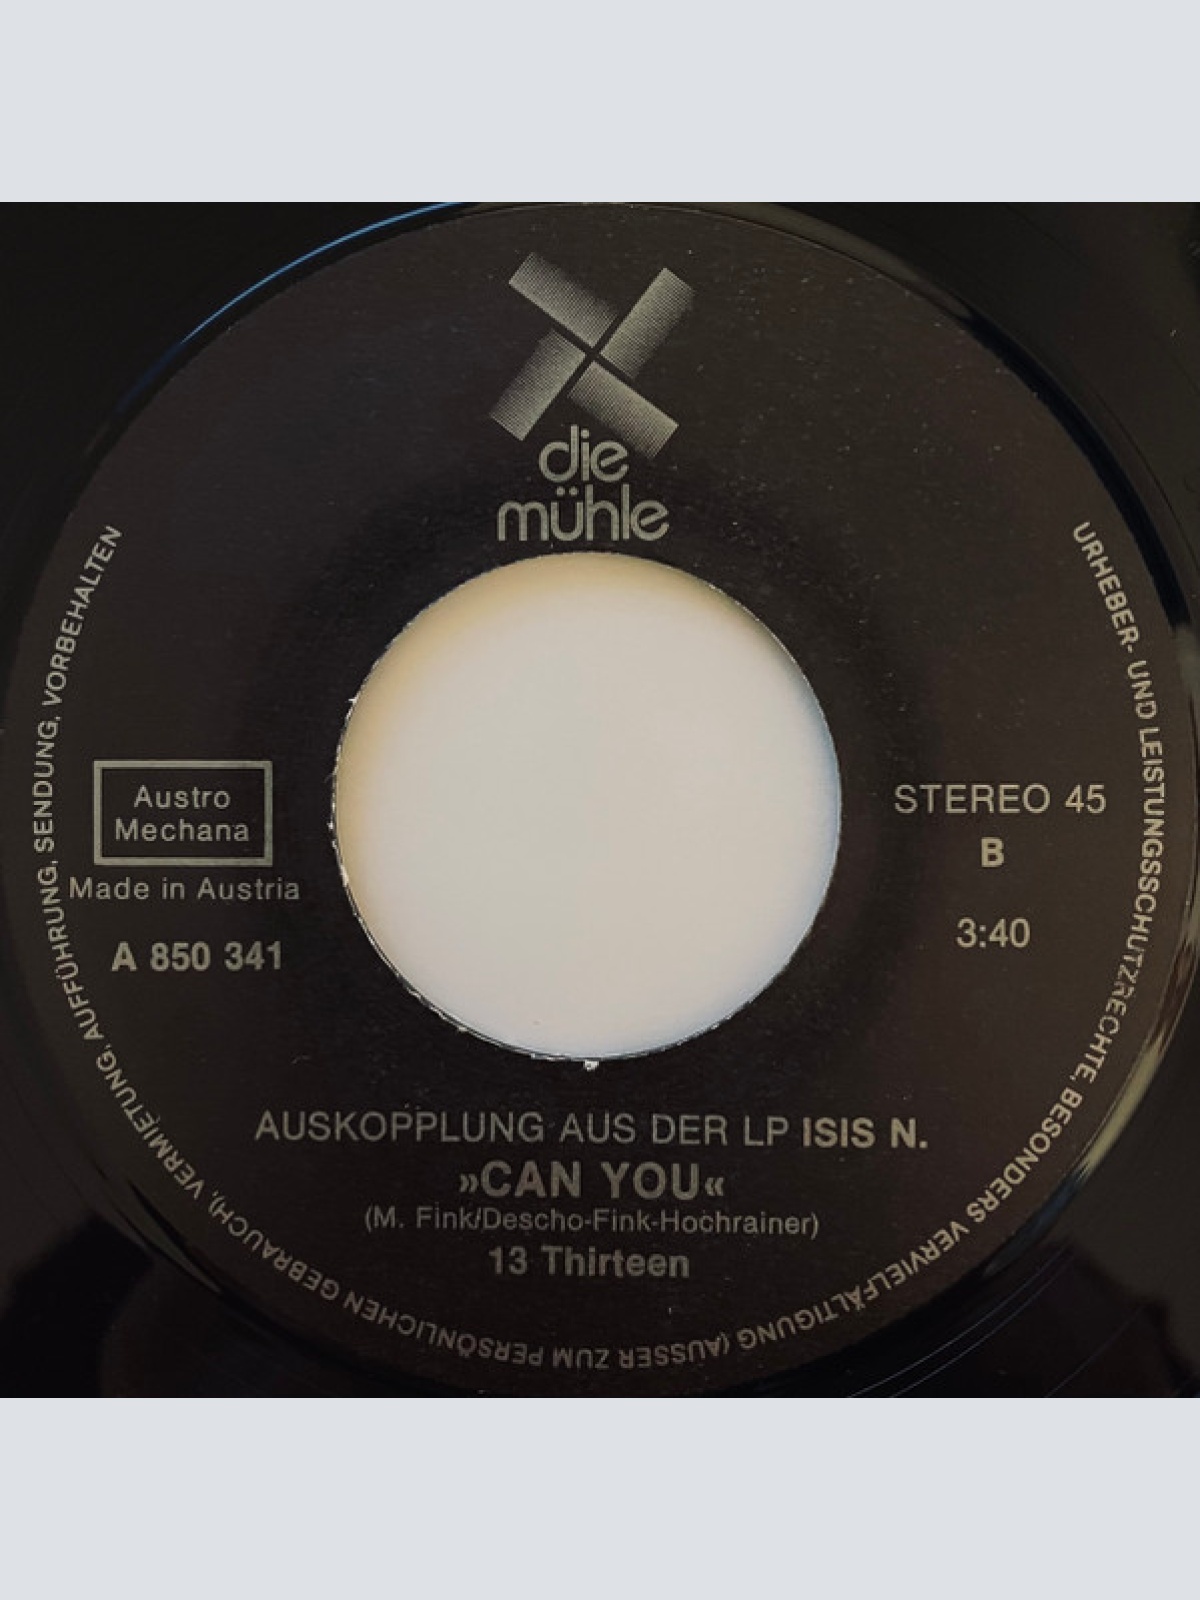 die
mühle
Austro
Mechana
Made in Austria
A 850 341
STEREO 45
B
3:40
AUSKOPPLUNG AUS DER LP ISIS N.
»CAN YOU«
(M. Fink/Descho-Fink-Hochrainer)
13 Thirteen
URHEBER- UND LEISTUNGSSCHUTZRECHTE, BESONDERS VERVIELFÄLTIGUNG (AUSSER ZUM PERSÖNLICHEN GEBRAUCH), VERMIETUNG, AUFFÜHRUNG, SENDUNG, VORBEHALTEN